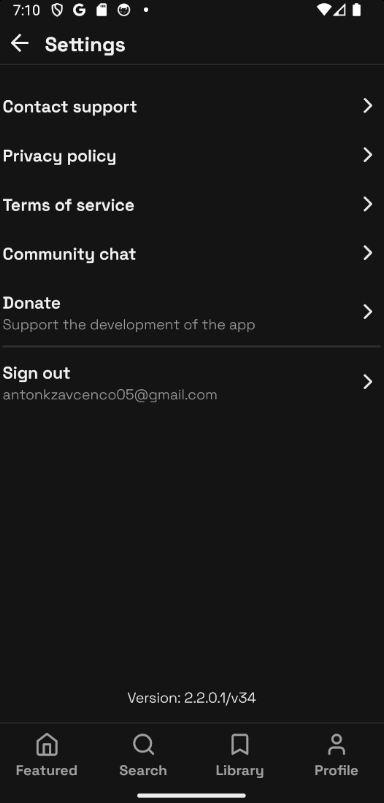 7:10
Settings
Contact support
Privacy policy
Terms of service
Community chat
Donate
Support the development of the app
Sign out
antonkzavcenco05@gmail.com
Version: 2.2.0.1/v34
Featured
Search
Library
Profile